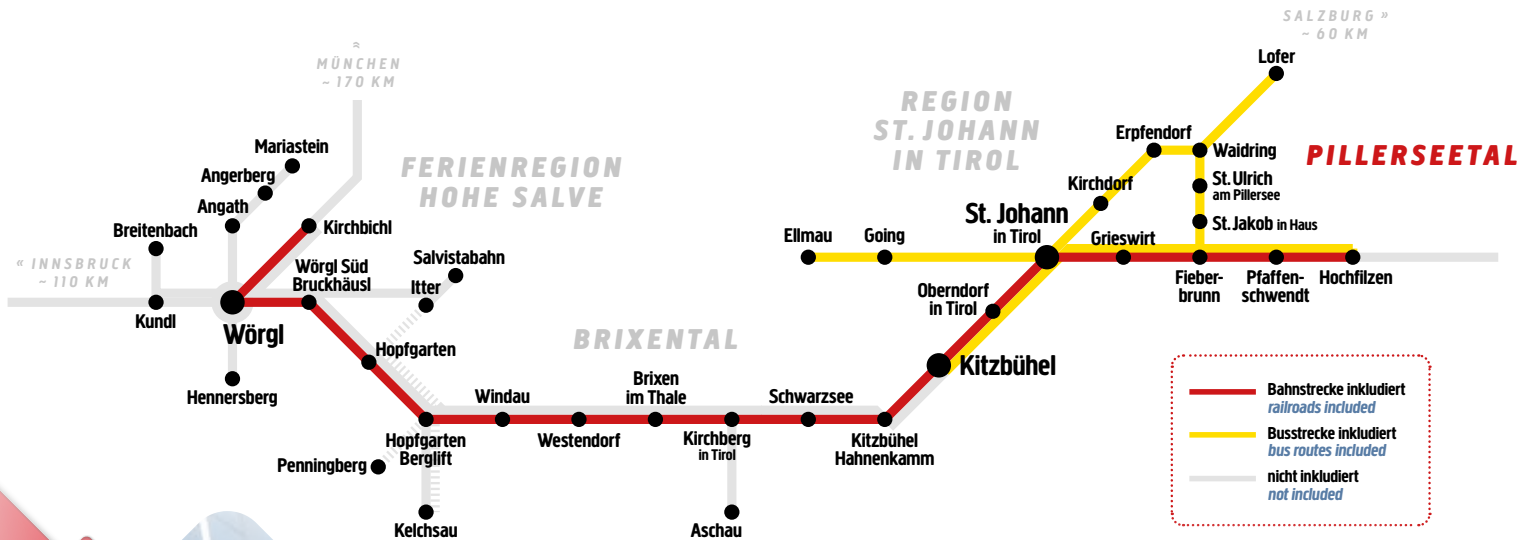 SALZBURG »
~ 60 KM
Lofer
«
MÜNCHEN
~ 170 KM
REGION
ST. JOHANN
IN TIROL
Erpfendorf
Waidring
PILLERSEETAL
Mariastein
Angerberg
Angath
Breitenbach
Kirchbichl
FERIENREGION
HOHE SALVE
Kirchdorf
St. Ulrich
am Pillersee
St. Jakob in Haus
St. Johann
in Tirol
Ellmau
Going
Grieswirt
Fieber-
brunn
Pfaffen-
schwendt
Hochfilzen
« INNSBRUCK
~ 110 KM
Wörgl Süd
Bruckhäusl
Salvistabahn
Itter
Kundl
Wörgl
Oberndorf
in Tirol
Hopfgarten
BRIXENTAL
Kitzbühel
Hennersberg
Windau
Brixen
im Thale
Schwarzsee
Hopfgarten
Berglift
Westendorf
Kirchberg
in Tirol
Kitzbühel
Hahnenkamm
Penningberg
Kelchsau
Aschau
Bahnstrecke inkludiert
railroads included
Busstrecke inkludiert
bus routes included
nicht inkludiert
not included